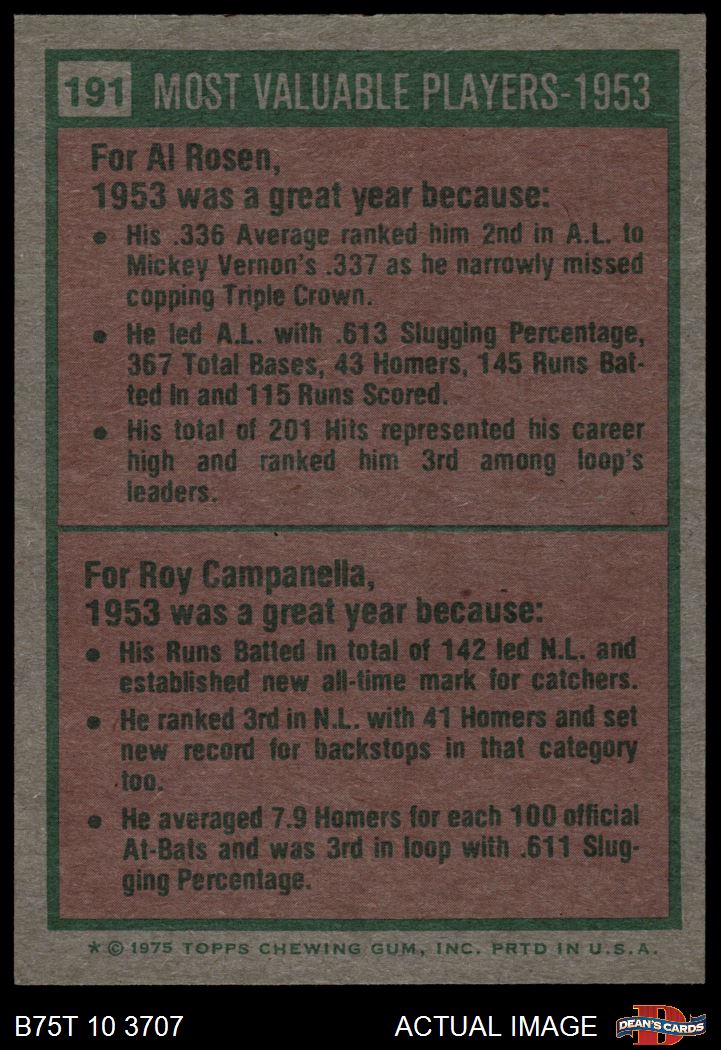 191 MOST VALUABLE PLAYERS-1953
For Al Rosen,
1953 was a great year because:
● His .336 Average ranked him 2nd in A.L. to
Mickey Vernon's .337 as he narrowly missed
copping Triple Crown.
● He led A.L. with .613 Slugging Percentage,
367 Total Bases, 43 Homers, 145 Runs Bat-
ted In and 115 Runs Scored.
● His total of 201 Hits represented his career
high and ranked him 3rd among loop's
leaders.
For Roy Campanella,
1953 was a great year because:
● His Runs Batted In total of 142 led N.L. and
established new all-time mark for catchers.
● He ranked 3rd in N.L. with 41 Homers and set
new record for backstops in that category
too.
● He averaged 7.9 Homers for each 100 official
At-Bats and was 3rd in loop with .611 Slug-
ging Percentage.
* © 1975 TOPPS CHEWING GUM, INC. PRTD IN U.S.A.
B75T 10 3707 ACTUAL IMAGE DEAN'S CARDS